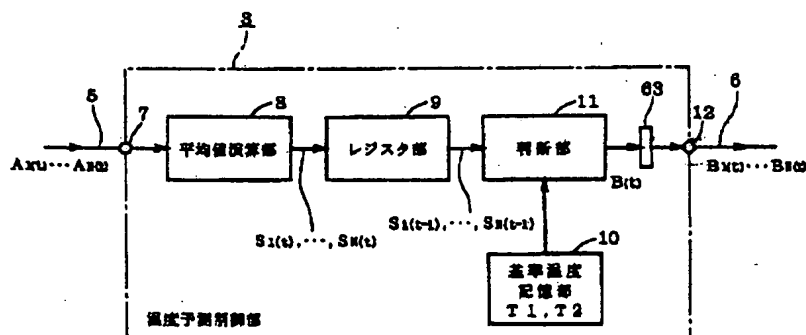 3
5
7
8
9
11
63
12
6
平均値演算部
レジスタ部
判断部
A1(t)…AN(t)
B(t)
B1(t)…BN(t)
S1(t),…,SN(t)
S1(t-1),…,SN(t-1)
10
基準温度
記憶部
T1,T2
温度予測制御部